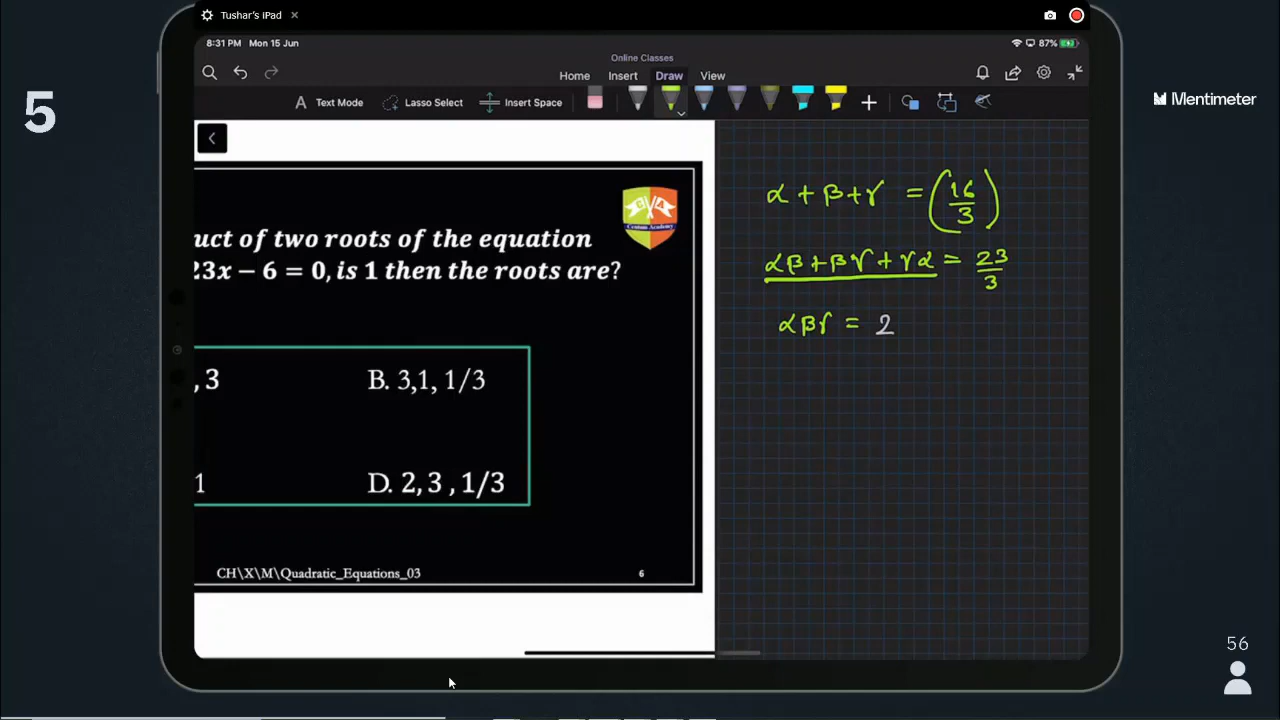 Tushar's iPad
8:31 PM Mon 15 Jun
87%
Online Classes
Home Insert Draw View
Text Mode Lasso Select Insert Space
5
Mentimeter
uct of two roots of the equation
23x − 6 = 0, is 1 then the roots are?
Centum Academy
, 3
B. 3,1, 1/3
1
D. 2, 3 , 1/3
CH\X\M\Quadratic_Equations_03
6
α + β + γ = (16/3)
αβ + βγ + γα = 23/3
αβγ = 2
56